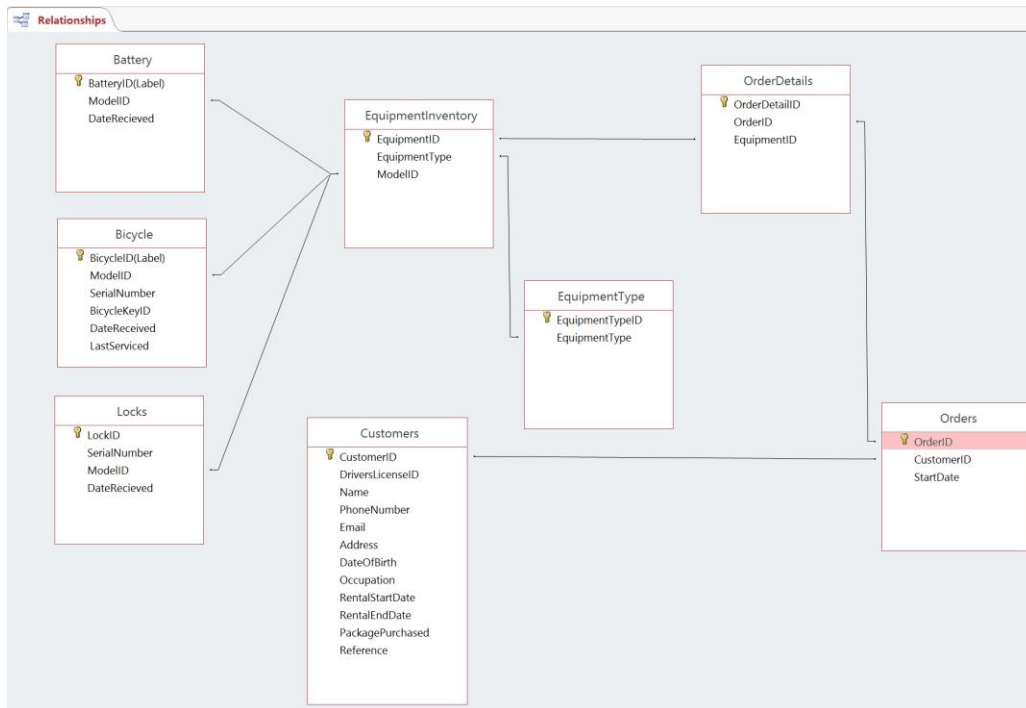 Relationships
Battery
BatteryID(Label)
ModelID
DateRecieved
Bicycle
BicycleID(Label)
ModelID
SerialNumber
BicycleKeyID
DateReceived
LastServiced
Locks
LockID
SerialNumber
ModelID
DateRecieved
EquipmentInventory
EquipmentID
EquipmentType
ModelID
Customers
CustomerID
DriversLicenseID
Name
PhoneNumber
Email
Address
DateOfBirth
Occupation
RentalStartDate
RentalEndDate
PackagePurchased
Reference
EquipmentType
EquipmentTypeID
EquipmentType
OrderDetails
OrderDetailID
OrderID
EquipmentID
Orders
OrderID
CustomerID
StartDate